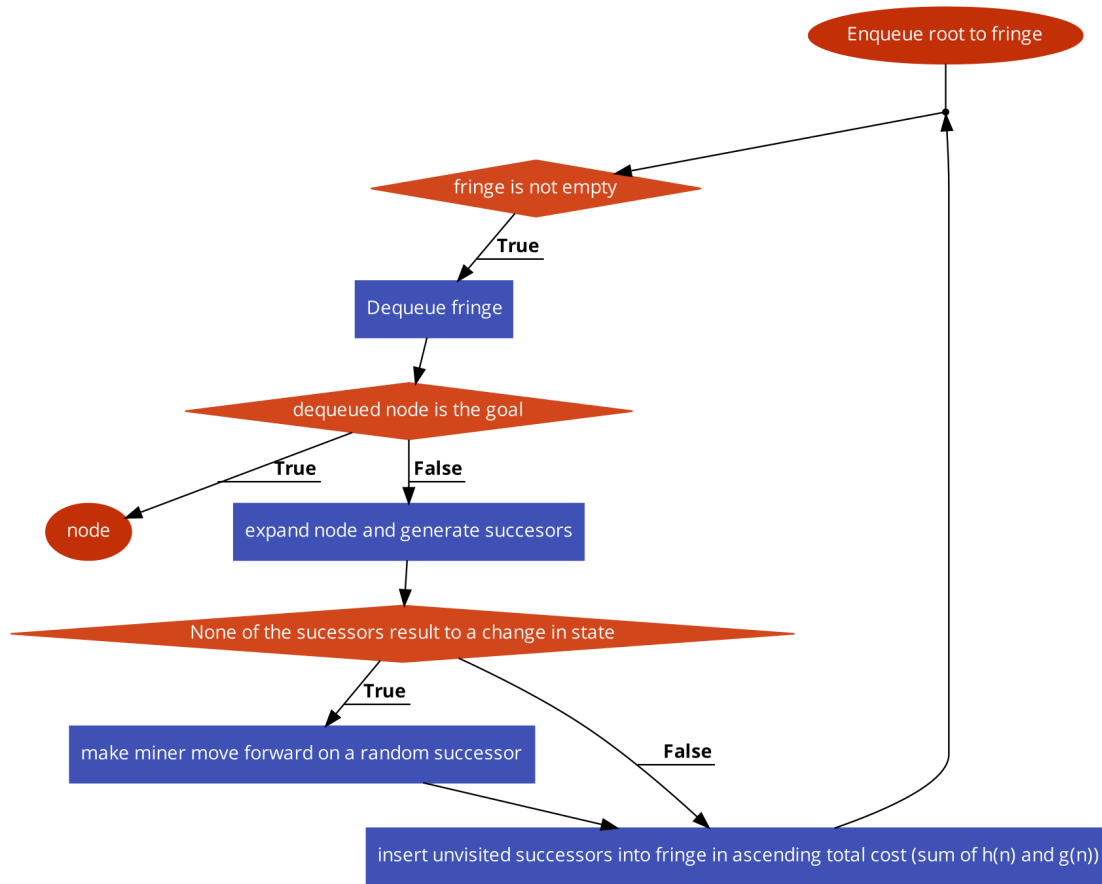 Enqueue root to fringe
fringe is not empty
True
Dequeue fringe
dequeued node is the goal
True
False
node
expand node and generate succesors
None of the sucessors result to a change in state
True
make miner move forward on a random successor
False
insert unvisited successors into fringe in ascending total cost (sum of h(n) and g(n))